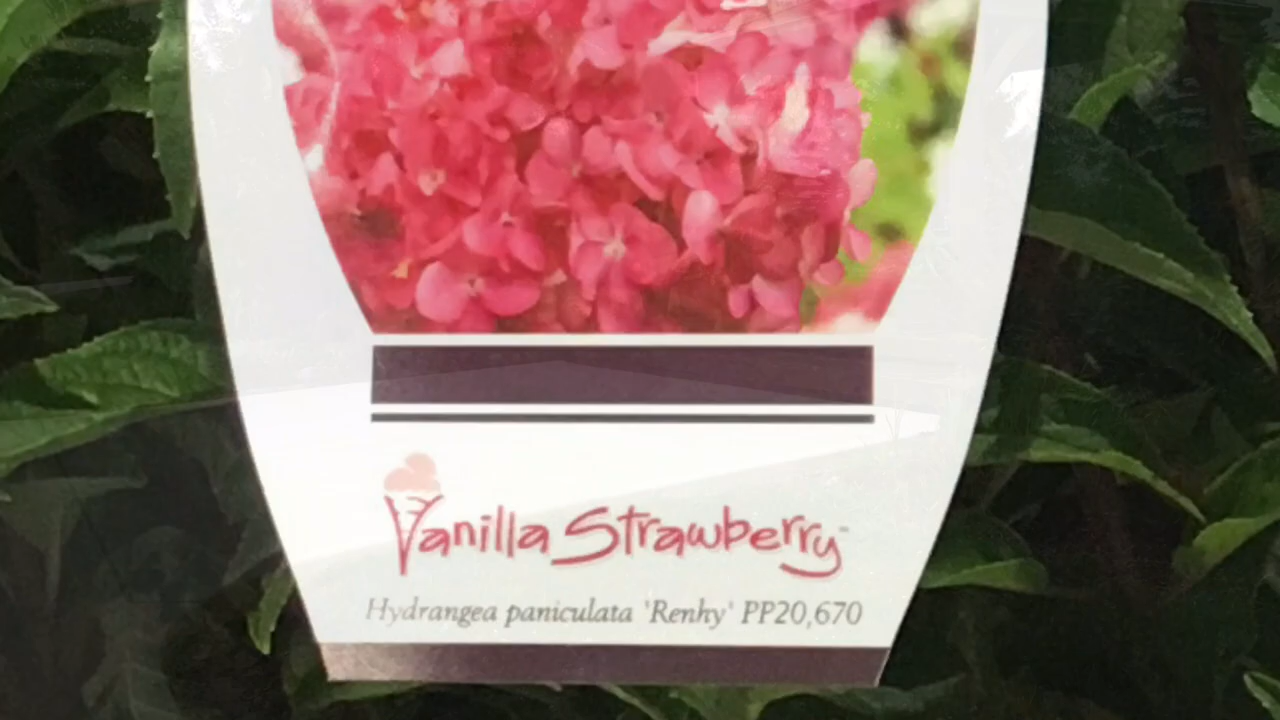 Vanilla Strawberry™
Hydrangea paniculata 'Renhy' PP20,670